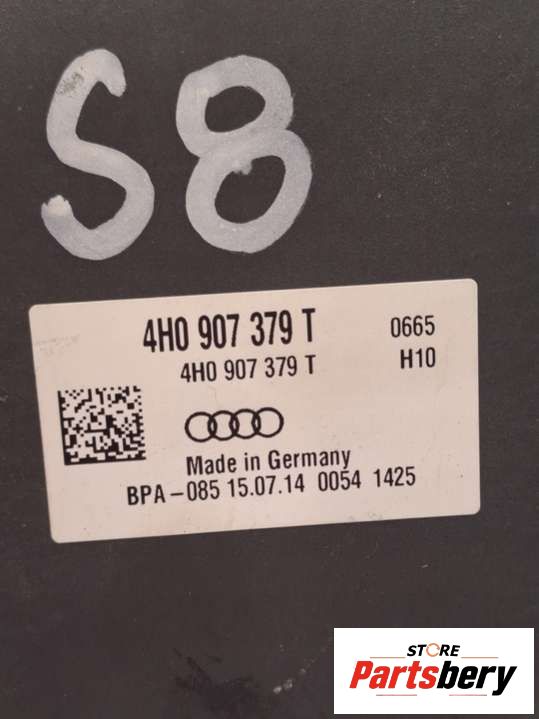 S8
4H0 907 379 T 0665
4H0 907 379 T H10
Made in Germany
BPA-085 15.07.14 0054 1425
STORE
Partsbery